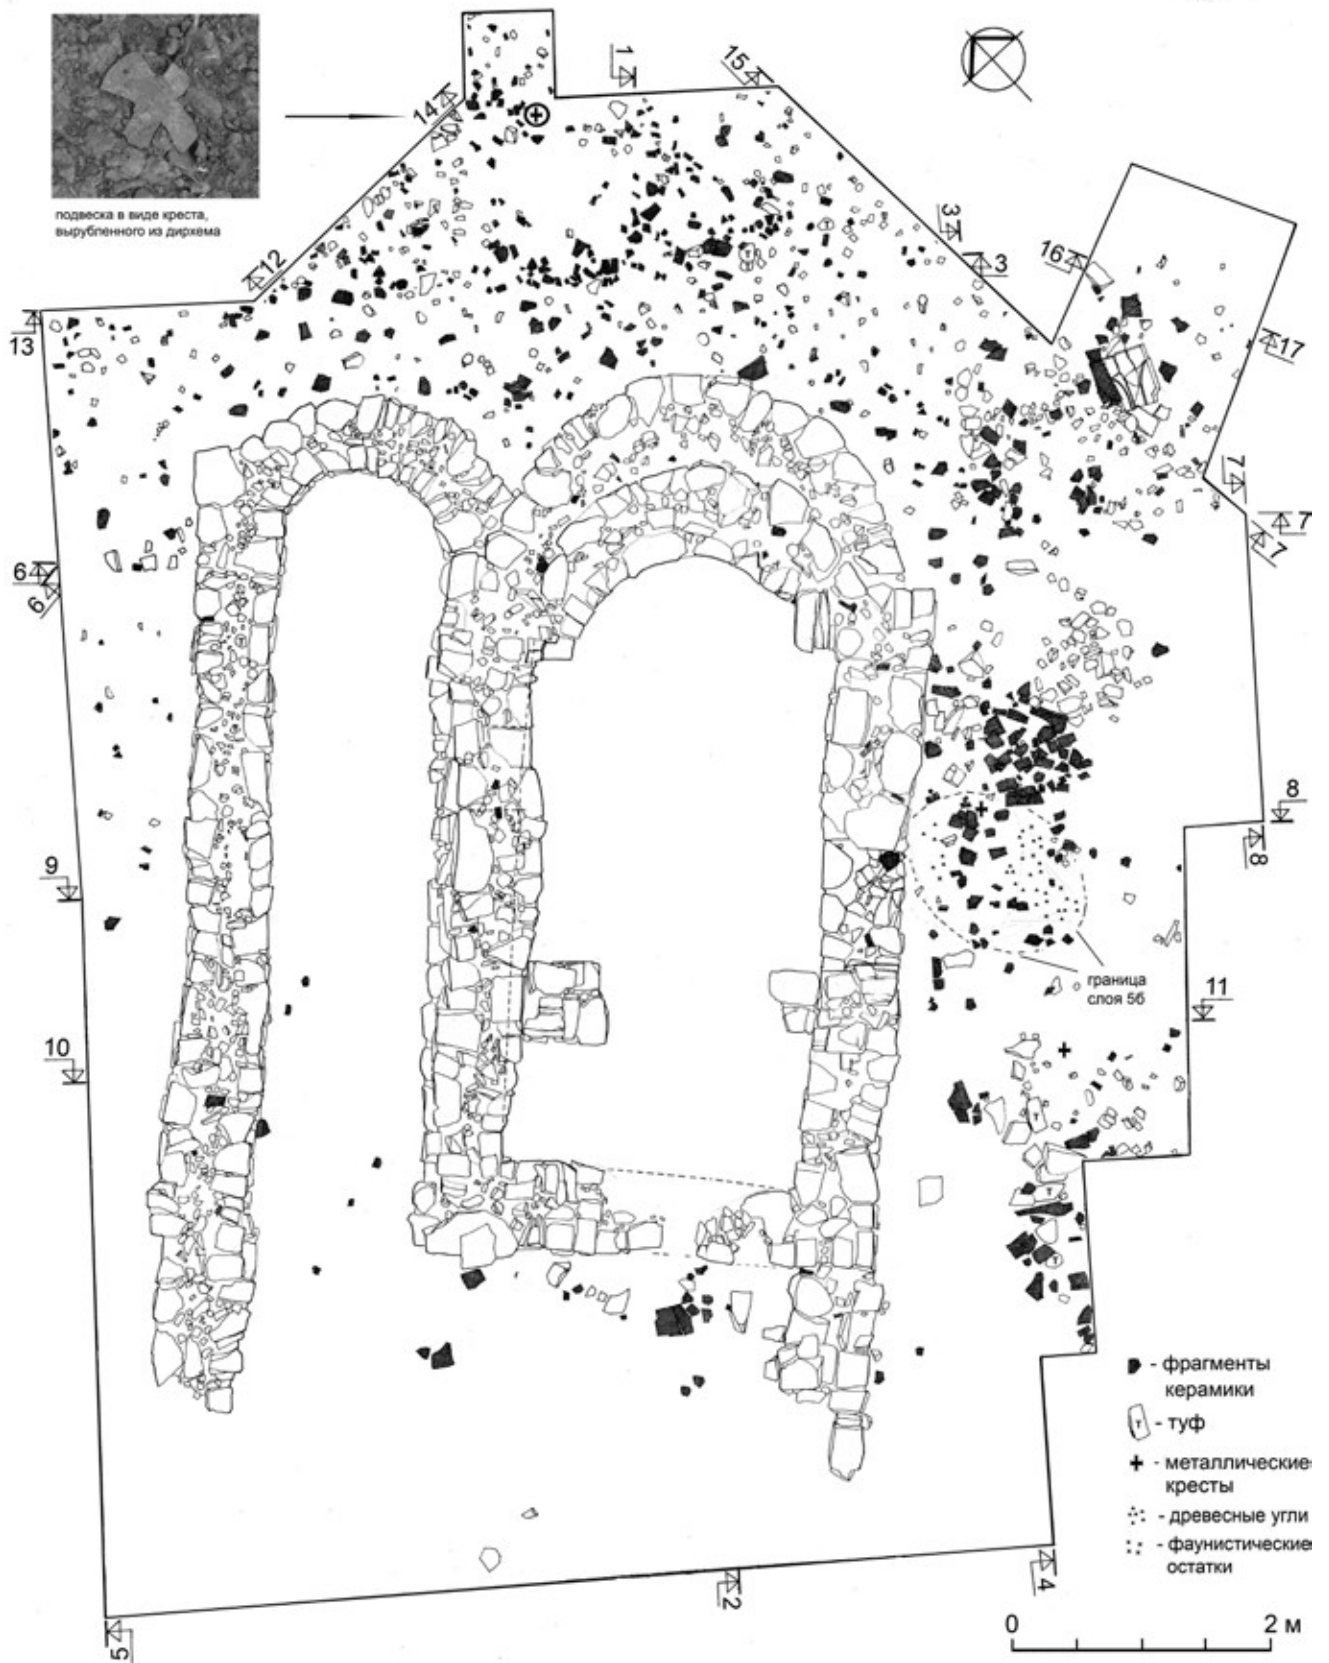 подвеска в виде креста,
вырубленного из дирхема
1
15
14
12
13
3
3
16
17
7
7
7
6
6
8
8
9
10
11
граница
слоя 5б
- фрагменты
керамики
т - туф
- металлические
кресты
- древесные угли
- фаунистические
остатки
2
4
5
0 2 м
т
т
т
т
т
т